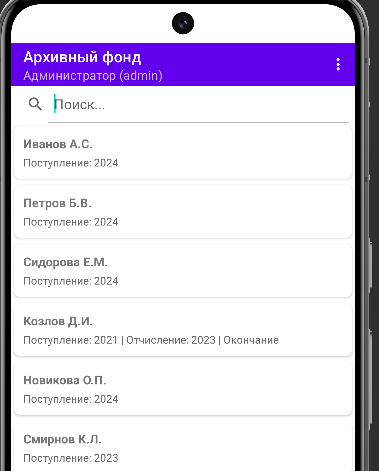 Архивный фонд
Администратор (admin)
Поиск...
Иванов А.С.
Поступление: 2024
Петров Б.В.
Поступление: 2024
Сидорова Е.М.
Поступление: 2024
Козлов Д.И.
Поступление: 2021 | Отчисление: 2023 | Окончание
Новикова О.П.
Поступление: 2024
Смирнов К.Л.
Поступление: 2023